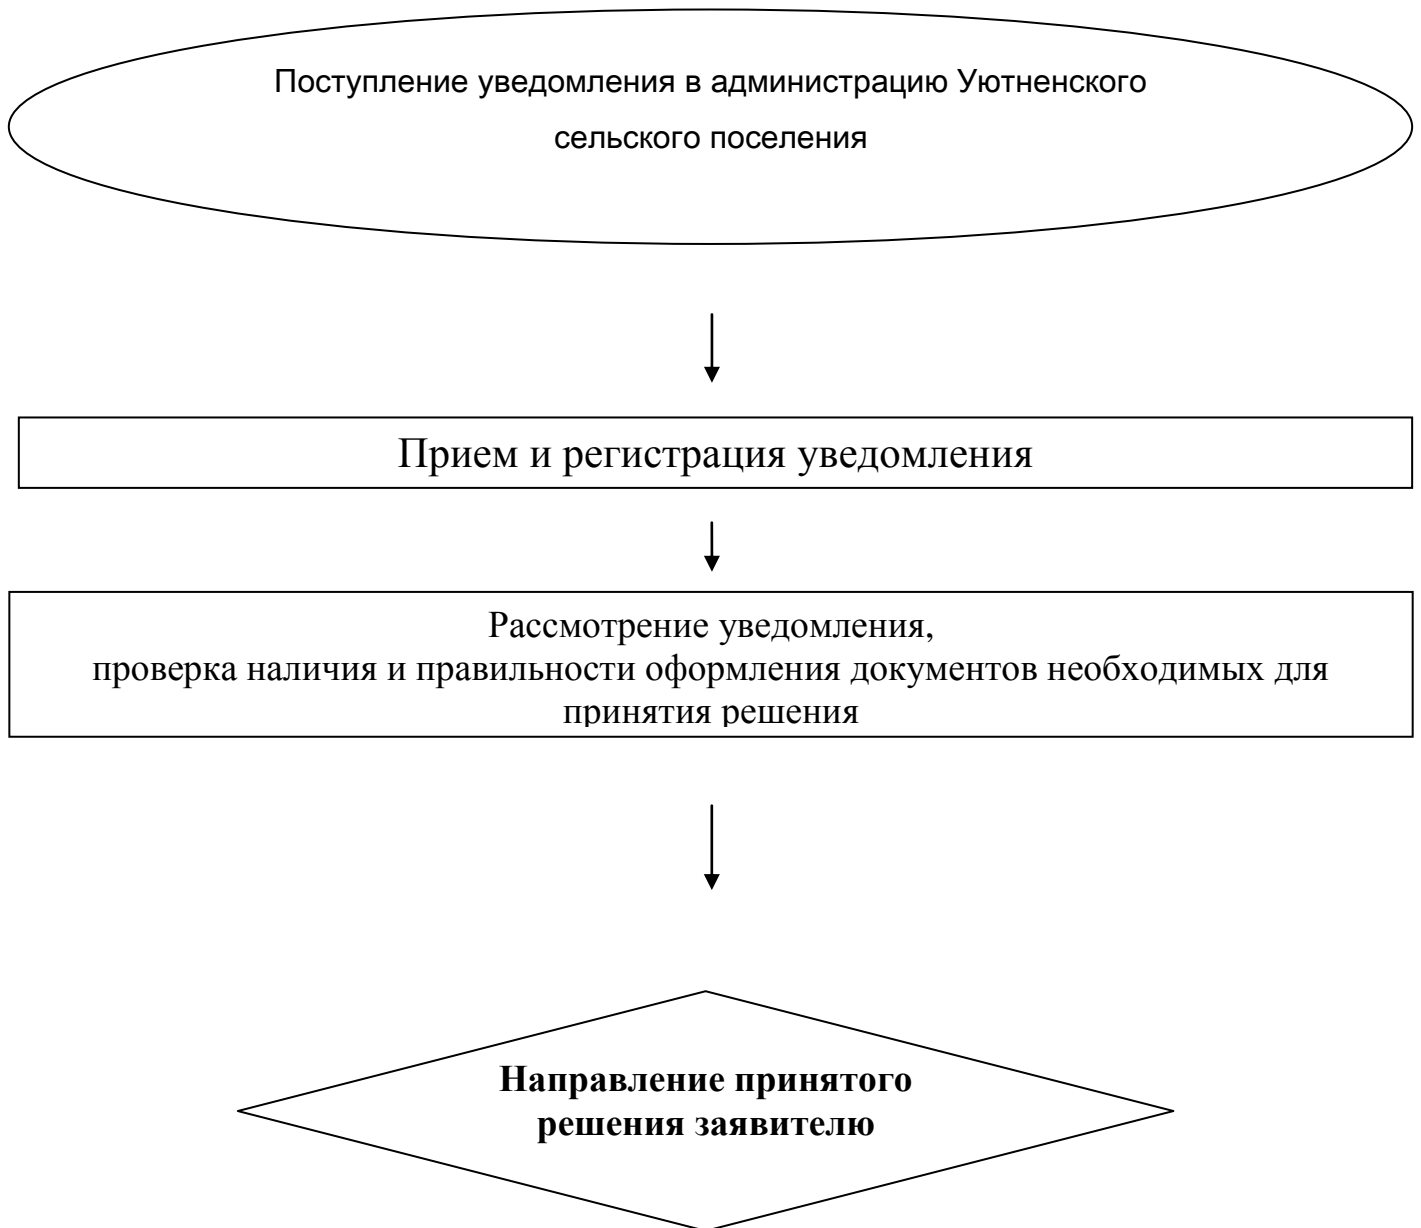 Поступление уведомления в администрацию Уютненского
сельского поселения
Прием и регистрация уведомления
Рассмотрение уведомления,
проверка наличия и правильности оформления документов необходимых для
принятия решения
Направление принятого
решения заявителю